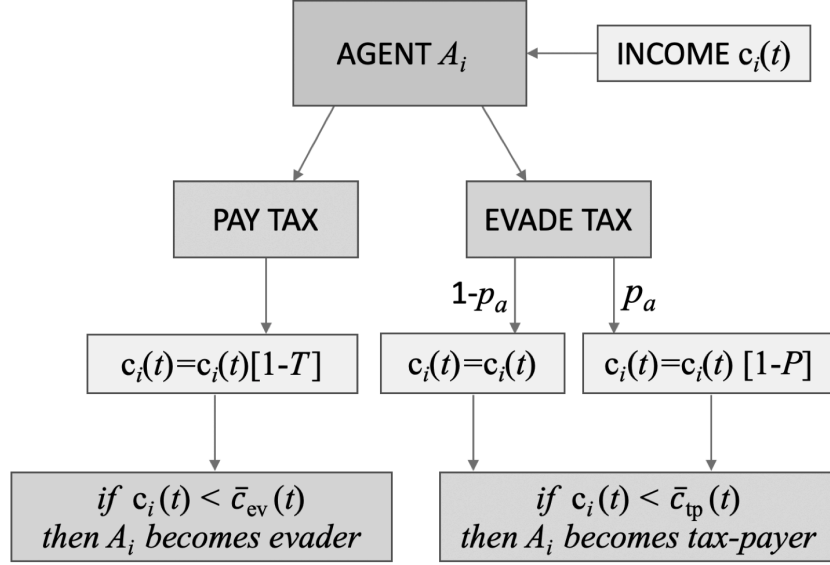 AGENT A_i
INCOME c_i(t)
PAY TAX
EVADE TAX
1-p_a
p_a
c_i(t)=c_i(t)[1-T]
c_i(t)=c_i(t)
c_i(t)=c_i(t) [1-P]
if c_i(t) < c̄_ev(t)
then A_i becomes evader
if c_i(t) < c̄_tp(t)
then A_i becomes tax-payer